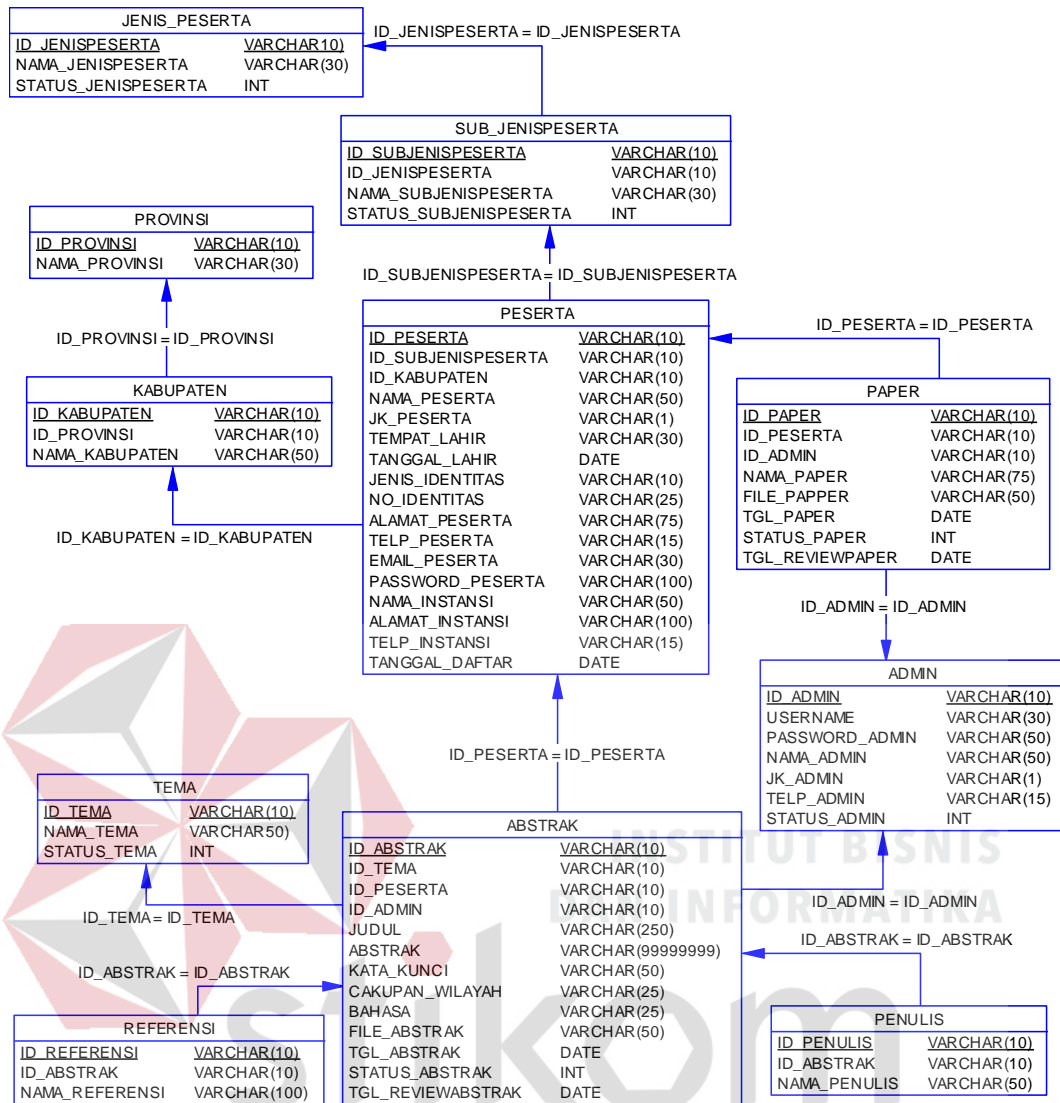 JENIS_PESERTA
ID_JENISPESERTA VARCHAR10)
NAMA_JENISPESERTA VARCHAR(30)
STATUS_JENISPESERTA INT
ID_JENISPESERTA = ID_JENISPESERTA
SUB_JENISPESERTA
ID_SUBJENISPESERTA VARCHAR(10)
ID_JENISPESERTA VARCHAR(10)
NAMA_SUBJENISPESERTA VARCHAR(30)
STATUS_SUBJENISPESERTA INT
PROVINSI
ID_PROVINSI VARCHAR(10)
NAMA_PROVINSI VARCHAR(30)
ID_SUBJENISPESERTA = ID_SUBJENISPESERTA
ID_PROVINSI = ID_PROVINSI
KABUPATEN
ID_KABUPATEN VARCHAR(10)
ID_PROVINSI VARCHAR(10)
NAMA_KABUPATEN VARCHAR(50)
ID_KABUPATEN = ID_KABUPATEN
PESERTA
ID_PESERTA VARCHAR(10)
ID_SUBJENISPESERTA VARCHAR(10)
ID_KABUPATEN VARCHAR(10)
NAMA_PESERTA VARCHAR(50)
JK_PESERTA VARCHAR(1)
TEMPAT_LAHIR VARCHAR(30)
TANGGAL_LAHIR DATE
JENIS_IDENTITAS VARCHAR(10)
NO_IDENTITAS VARCHAR(25)
ALAMAT_PESERTA VARCHAR(75)
TELP_PESERTA VARCHAR(15)
EMAIL_PESERTA VARCHAR(30)
PASSWORD_PESERTA VARCHAR(100)
NAMA_INSTANSI VARCHAR(50)
ALAMAT_INSTANSI VARCHAR(100)
TELP_INSTANSI VARCHAR(15)
TANGGAL_DAFTAR DATE
ID_PESERTA = ID_PESERTA
PAPER
ID_PAPER VARCHAR(10)
ID_PESERTA VARCHAR(10)
ID_ADMIN VARCHAR(10)
NAMA_PAPER VARCHAR(75)
FILE_PAPPER VARCHAR(50)
TGL_PAPER DATE
STATUS_PAPER INT
TGL_REVIEWPAPER DATE
ID_ADMIN = ID_ADMIN
ADMIN
ID_ADMIN VARCHAR(10)
USERNAME VARCHAR(30)
PASSWORD_ADMIN VARCHAR(50)
NAMA_ADMIN VARCHAR(50)
JK_ADMIN VARCHAR(1)
TELP_ADMIN VARCHAR(15)
STATUS_ADMIN INT
ID_PESERTA = ID_PESERTA
TEMA
ID_TEMA VARCHAR(10)
NAMA_TEMA VARCHAR50)
STATUS_TEMA INT
ID_TEMA = ID_TEMA
ABSTRAK
ID_ABSTRAK VARCHAR(10)
ID_TEMA VARCHAR(10)
ID_PESERTA VARCHAR(10)
ID_ADMIN VARCHAR(10)
JUDUL VARCHAR(250)
ABSTRAK VARCHAR(99999999)
KATA_KUNCI VARCHAR(50)
CAKUPAN_WILAYAH VARCHAR(25)
BAHASA VARCHAR(25)
FILE_ABSTRAK VARCHAR(50)
TGL_ABSTRAK DATE
STATUS_ABSTRAK INT
TGL_REVIEWABSTRAK DATE
ID_ADMIN = ID_ADMIN
ID_ABSTRAK = ID_ABSTRAK
ID_ABSTRAK = ID_ABSTRAK
REFERENSI
ID_REFERENSI VARCHAR(10)
ID_ABSTRAK VARCHAR(10)
NAMA_REFERENSI VARCHAR(100)
PENULIS
ID_PENULIS VARCHAR(10)
ID_ABSTRAK VARCHAR(10)
NAMA_PENULIS VARCHAR(50)
INSTITUT BISNIS
DAN INFORMATIKA
stikom